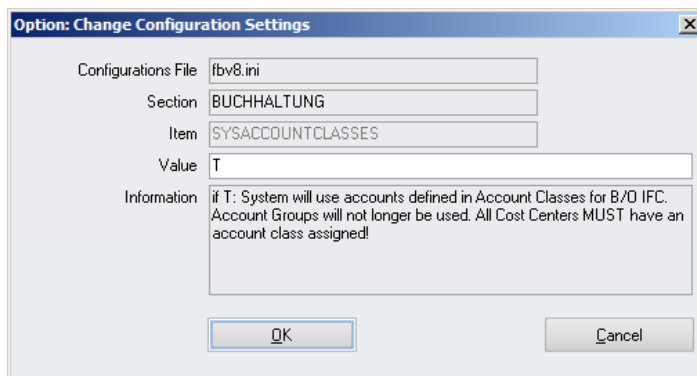 Option: Change Configuration Settings
Configurations File fbv8.ini
Section BUCHHALTUNG
Item SYSACCOUNTCLASSES
Value T
Information if T: System will use accounts defined in Account Classes for B/O IFC.
Account Groups will not longer be used. All Cost Centers MUST have an
account class assigned!
OK Cancel